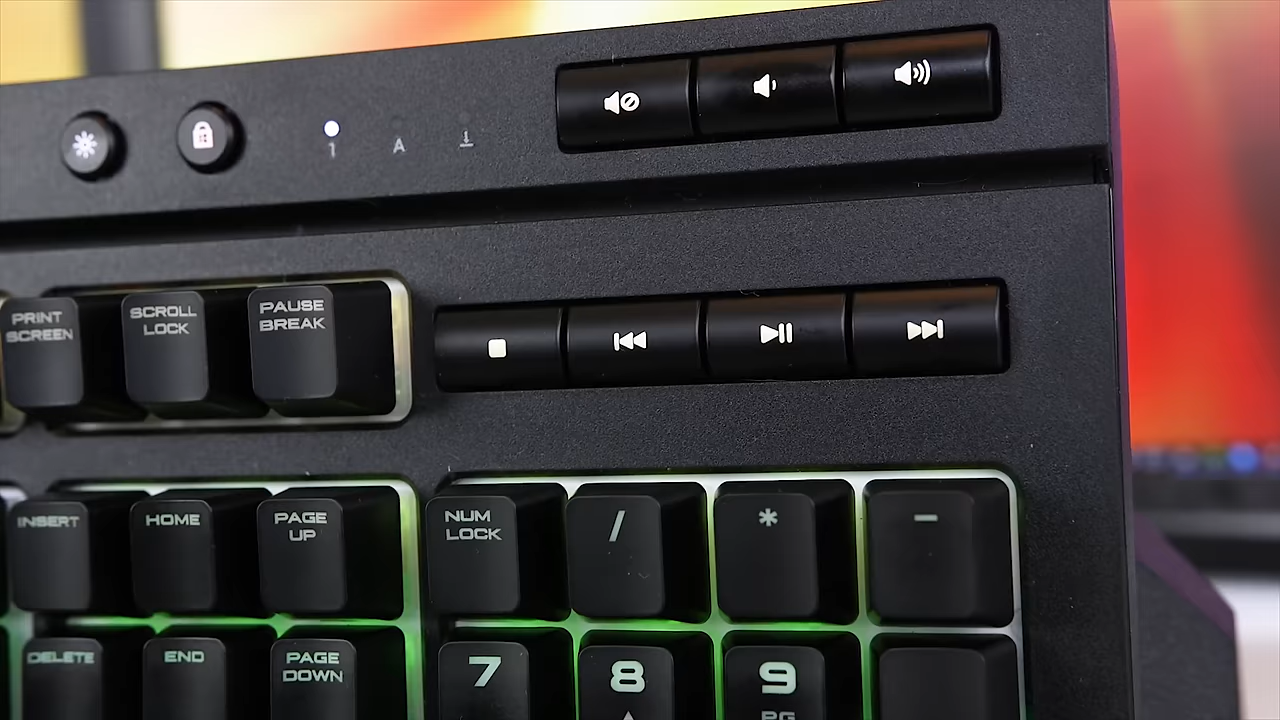 1
A
PRINT
SCREEN
SCROLL
LOCK
PAUSE
BREAK
INSERT
HOME
PAGE
UP
NUM
LOCK
/
*
-
DELETE
END
PAGE
DOWN
7
8
9
PG